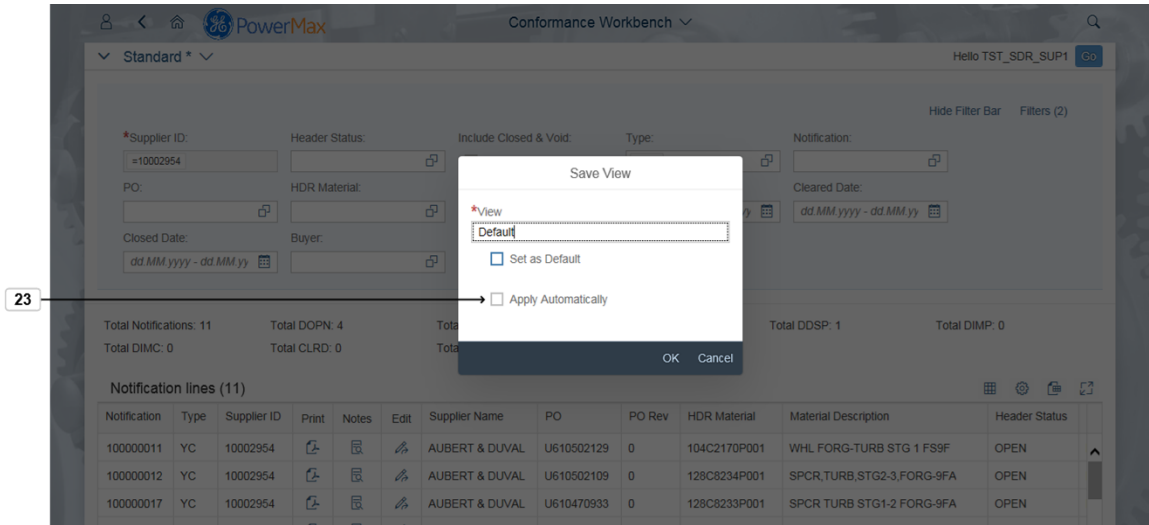 PowerMax
Conformance Workbench
Standard *
Hello TST_SDR_SUP1 Go
Hide Filter Bar Filters (2)
*Supplier ID: Header Status: Include Closed & Void: Type: Notification:
=10002954
Save View
PO: HDR Material: Cleared Date:
dd.MM.yyyy - dd.MM.yy
*View
Default
Closed Date: Buyer:
dd.MM.yyyy - dd.MM.yy
Set as Default
23
Apply Automatically
Total Notifications: 11 Total DOPN: 4 Total DDSP: 1 Total DIMP: 0
Total DIMC: 0 Total CLRD: 0
OK Cancel
Notification lines (11)
Notification Type Supplier ID Print Notes Edit Supplier Name PO PO Rev HDR Material Material Description Header Status
100000011 YC 10002954 AUBERT & DUVAL U610502129 0 104C2170P001 WHL FORG-TURB STG 1 FS9F OPEN
100000012 YC 10002954 AUBERT & DUVAL U610502109 0 128C8234P001 SPCR,TURB,STG2-3,FORG-9FA OPEN
100000017 YC 10002954 AUBERT & DUVAL U610470933 0 128C8233P001 SPCR TURB STG1-2 FORG-9FA OPEN